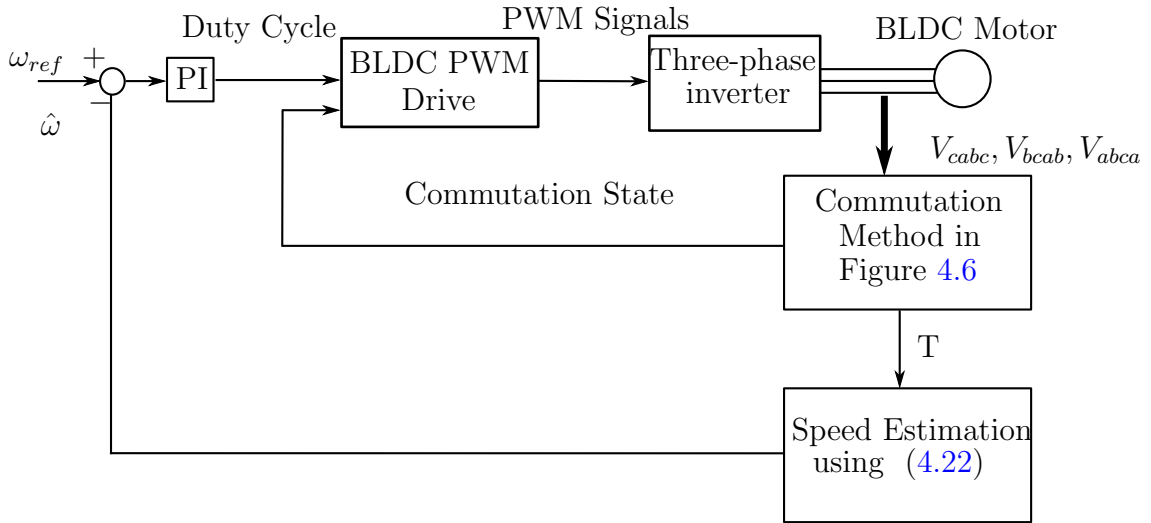 PWM Signals
Duty Cycle
BLDC Motor
ω_ref
+
PI
BLDC PWM
Drive
Three-phase
inverter
−
ω̂
V_cabc, V_bcab, V_abca
Commutation State
Commutation
Method in
Figure 4.6
T
Speed Estimation
using (4.22)